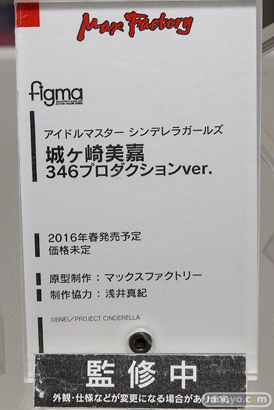 Max Factory
figma
アイドルマスター シンデレラガールズ
城ヶ崎美嘉
346プロダクションver.
2016年春発売予定
価格未定
原型制作：マックスファクトリー
制作協力：浅井真紀
©BNEI／PROJECT CINDERELLA
監修中
外観・仕様などが変更になる場合があります